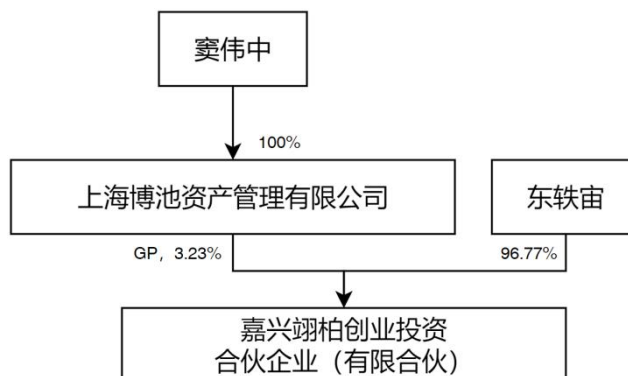 窦伟中
100%
上海博池资产管理有限公司
东轶宙
GP，3.23%
96.77%
嘉兴翊柏创业投资
合伙企业（有限合伙）